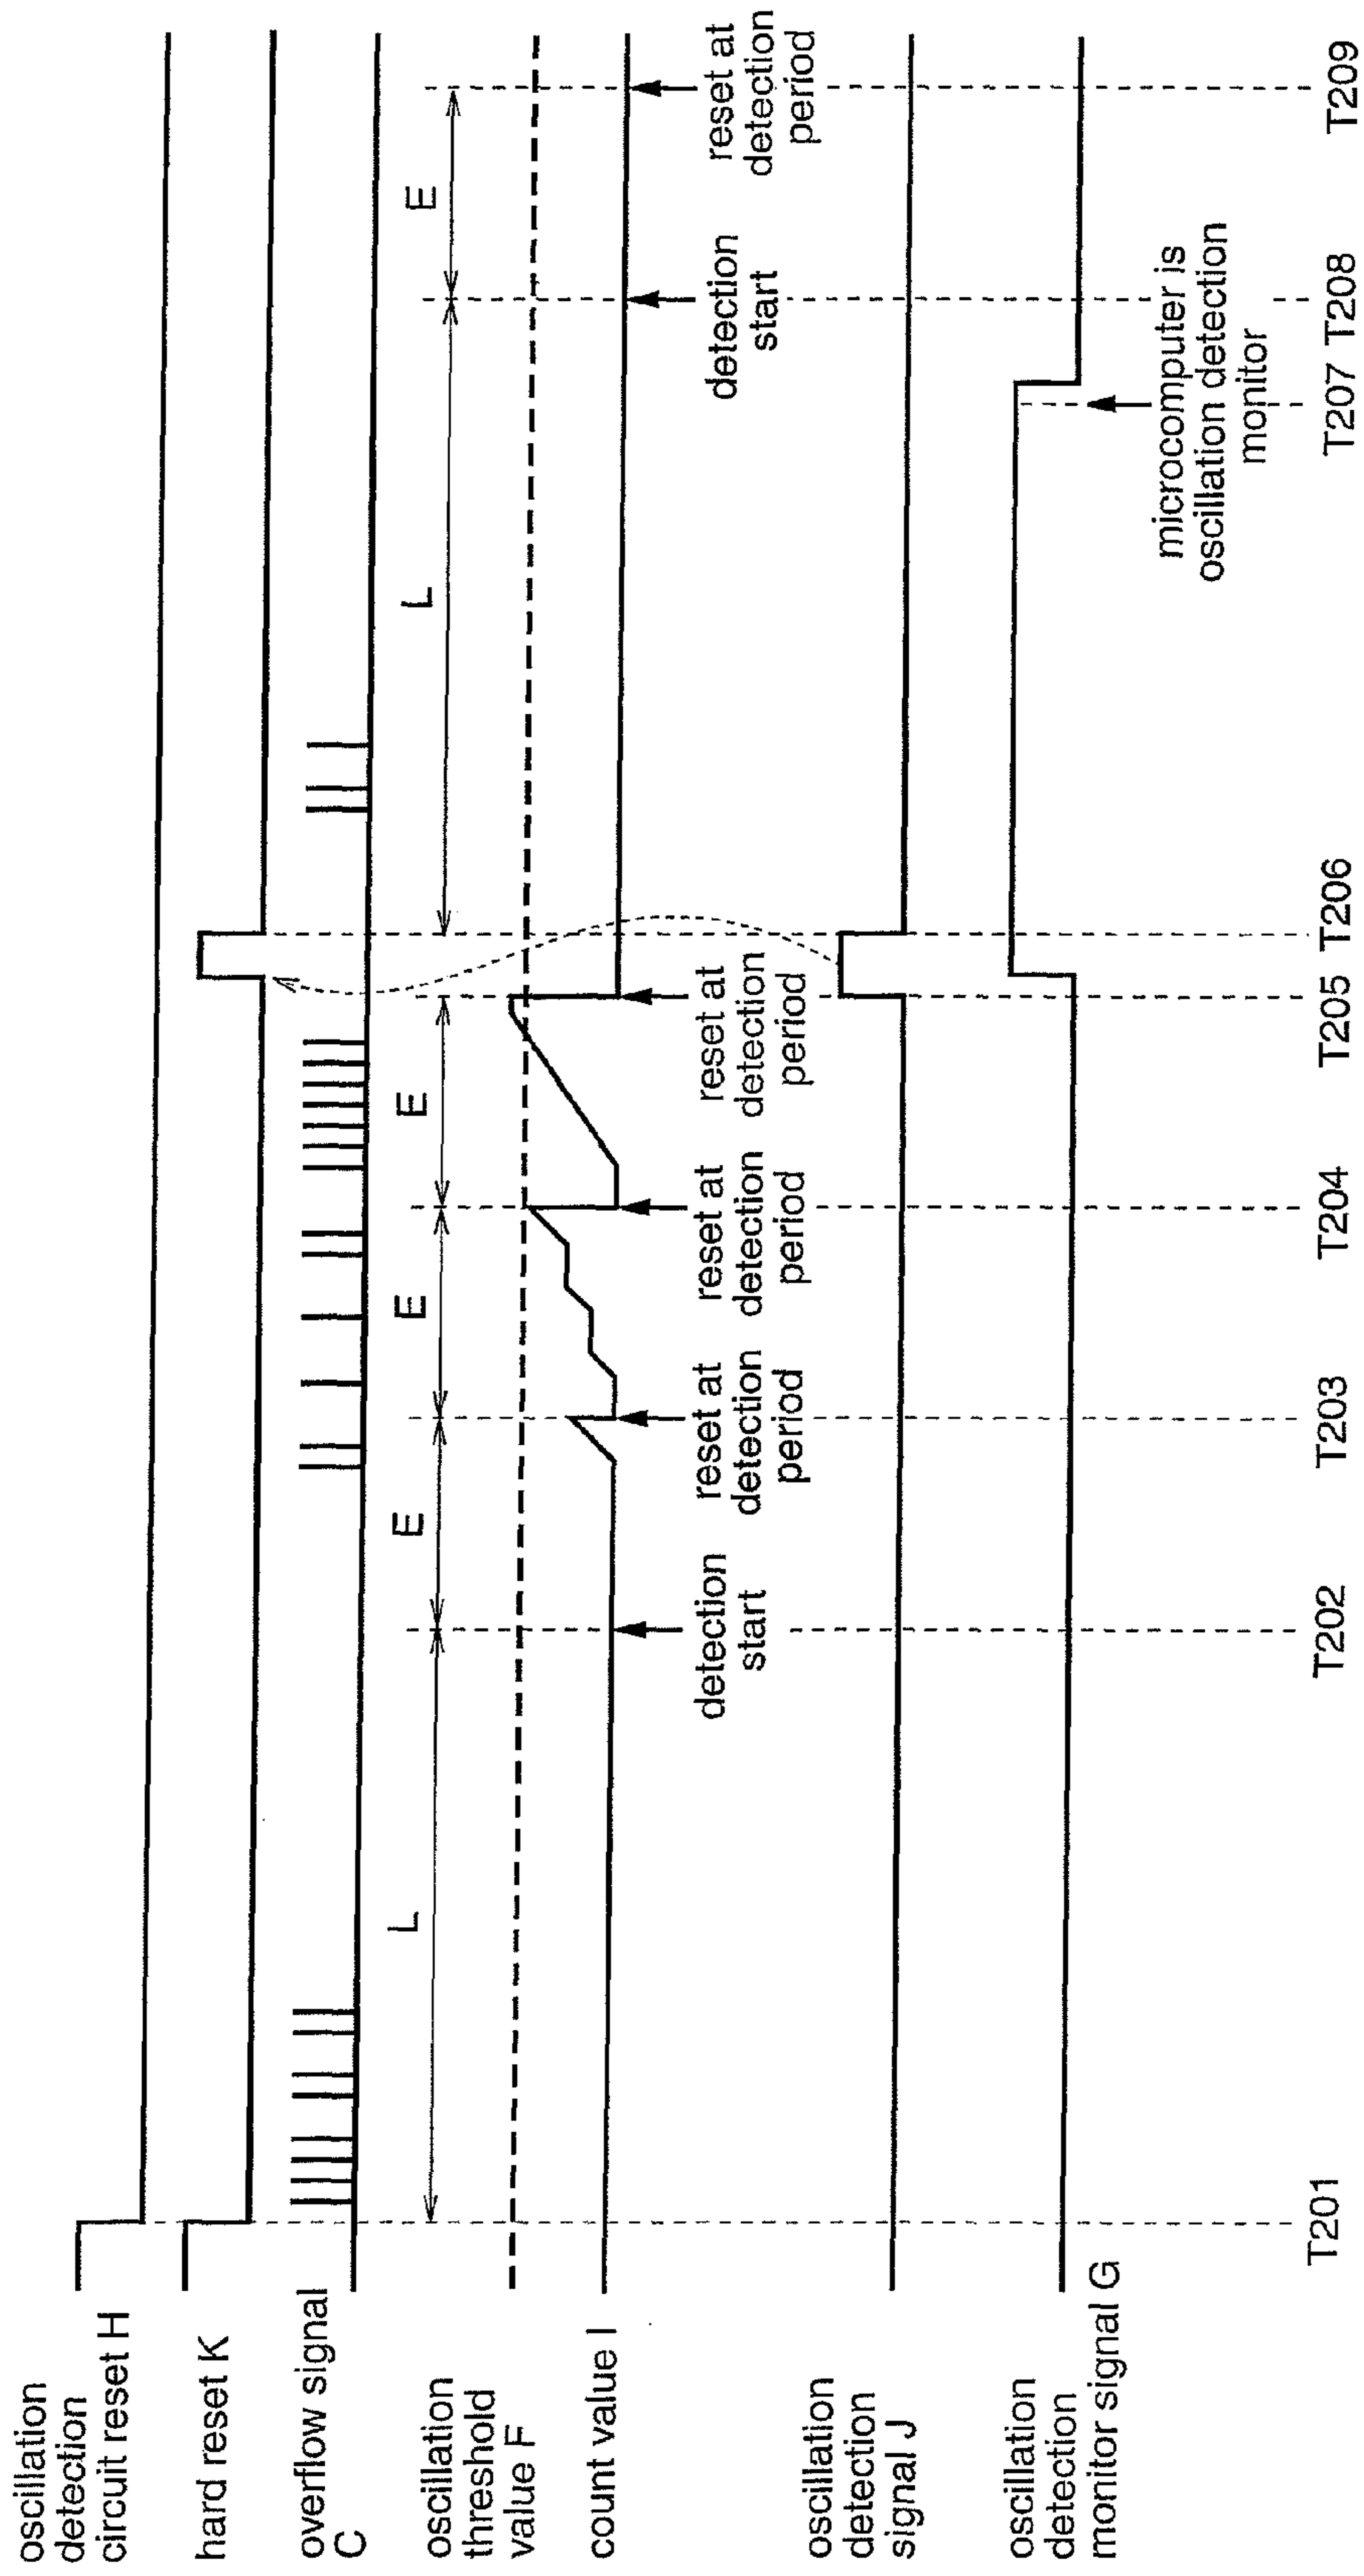 oscillation
detection
circuit reset H
hard reset K
overflow signal
C
oscillation
threshold
value F
count value I
oscillation
detection
signal J
oscillation
detection
monitor signal G
L
E
E
E
L
E
detection
start
reset at
detection
period
reset at
detection
period
reset at
detection
period
detection
start
reset at
detection
period
microcomputer is
oscillation detection
monitor
T201
T202
T203
T204
T205
T206
T207
T208
T209